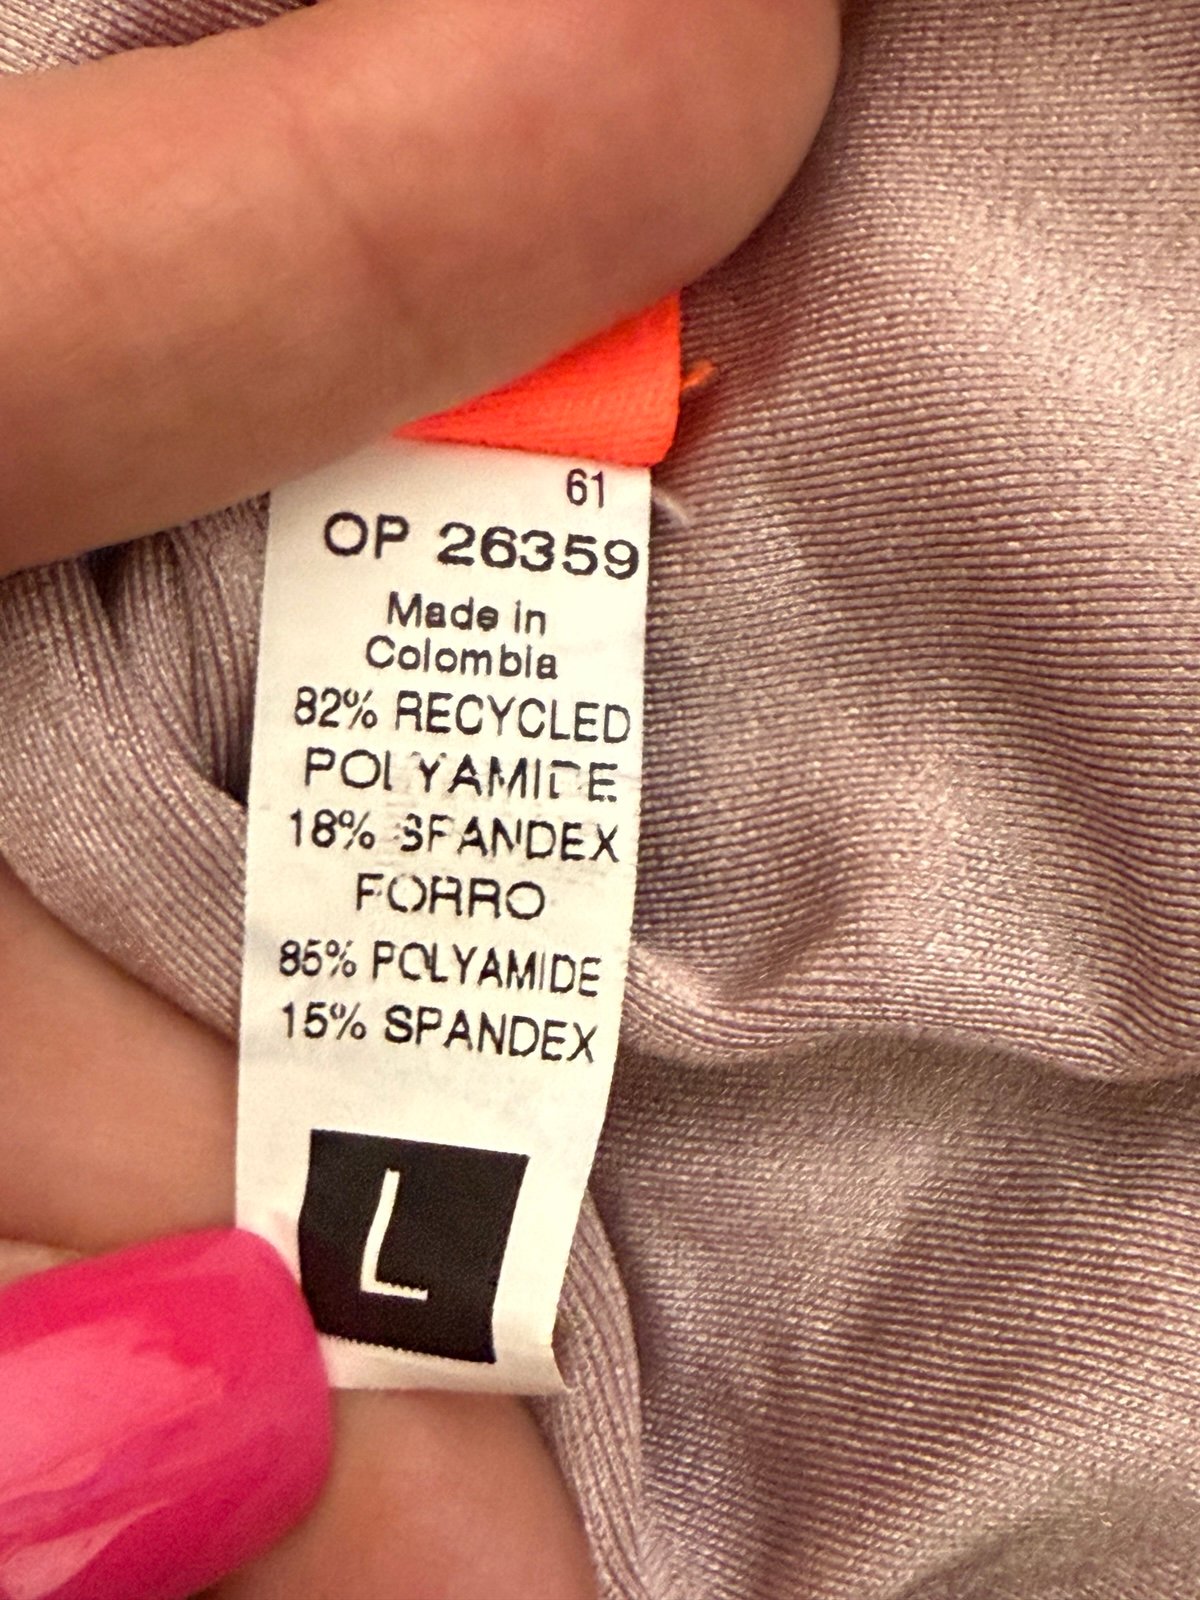 61
OP 26359
Made in
Colombia
82% RECYCLED
POLYAMIDE
18% SPANDEX
FORRO
85% POLYAMIDE
15% SPANDEX
L